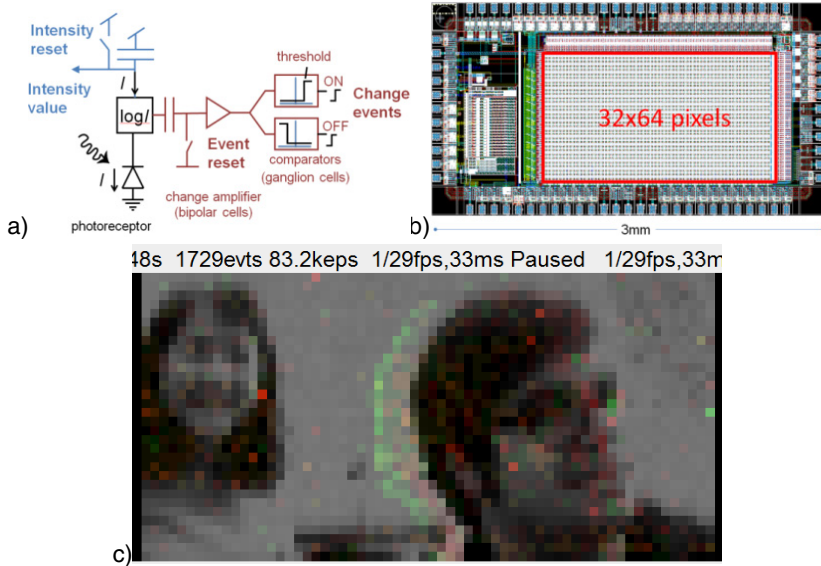 Intensity
reset
Intensity
value
I
logI
I
photoreceptor
Event
reset
change amplifier
(bipolar cells)
threshold
ON
OFF
Change
events
comparators
(ganglion cells)
a)
32x64 pixels
b)
3mm
48s 1729evts 83.2keps 1/29fps,33ms Paused 1/29fps,33m
c)